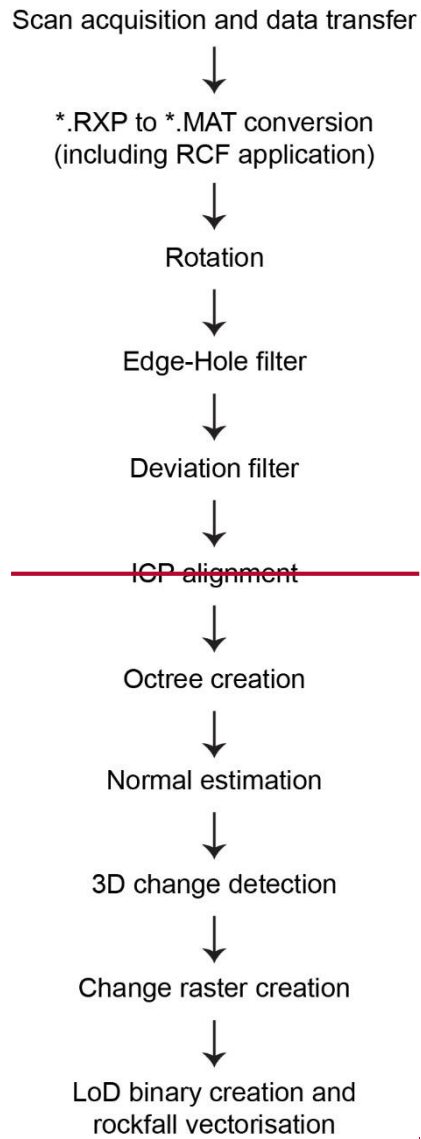 Scan acquisition and data transfer
*.RXP to *.MAT conversion
(including RCF application)
Rotation
Edge-Hole filter
Deviation filter
ICP alignment
Octree creation
Normal estimation
3D change detection
Change raster creation
LoD binary creation and
rockfall vectorisation